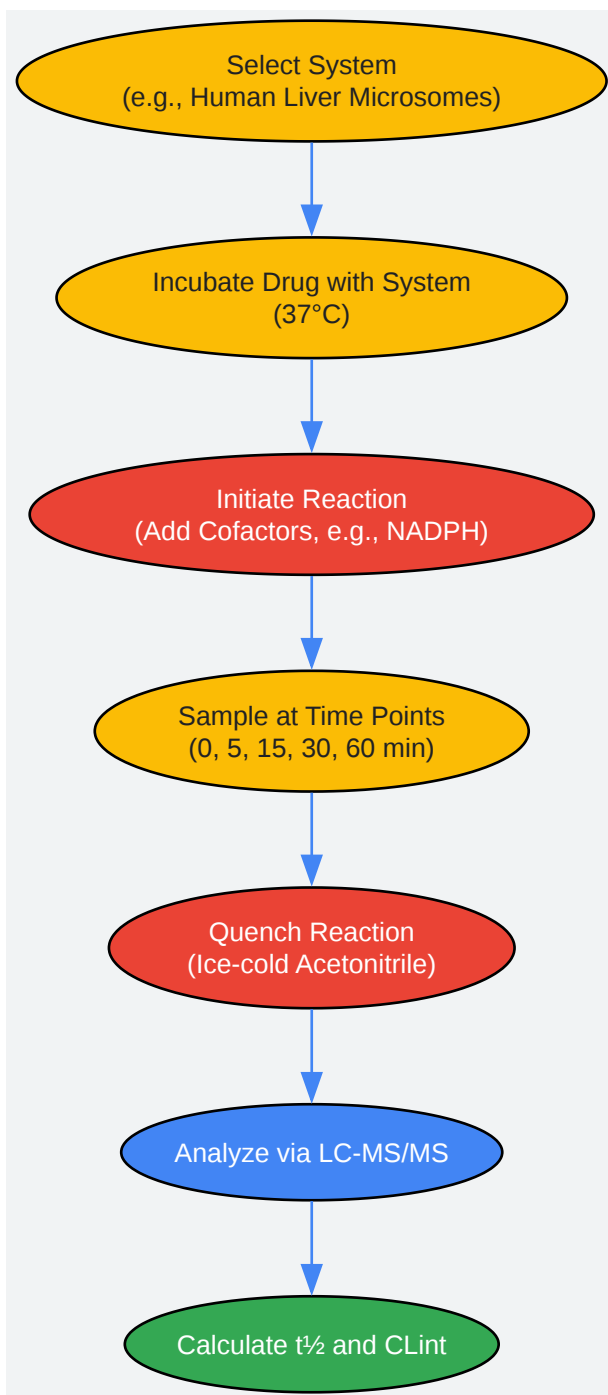 Select System
(e.g., Human Liver Microsomes)
Incubate Drug with System
(37°C)
Initiate Reaction
(Add Cofactors, e.g., NADPH)
Sample at Time Points
(0, 5, 15, 30, 60 min)
Quench Reaction
(Ice-cold Acetonitrile)
Analyze via LC-MS/MS
Calculate t½ and CLint